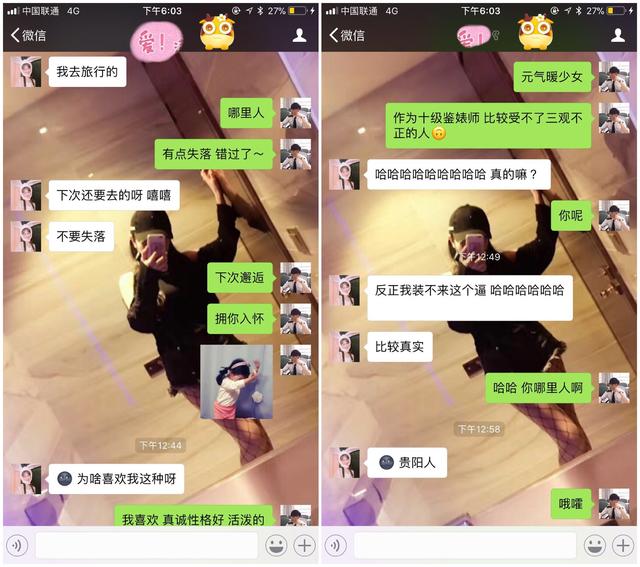 中国联通 4G 下午6:03 27%
微信
爱!
我去旅行的
哪里人
有点失落 错过了~
下次还要去的呀 嘻嘻
不要失落
下次邂逅
拥你入怀
下午12:44
为啥喜欢我这种呀
我喜欢 真诚性格好 活泼的
中国联通 4G 下午6:03 27%
微信
爱!
元气暖少女
作为十级鉴婊师 比较受不了三观不
正的人
哈哈哈哈哈哈哈哈哈 真的嘛?
你呢
下午12:49
反正我装不来这个逼 哈哈哈哈哈哈
比较真实
哈哈 你哪里人啊
下午12:58
贵阳人
哦嚯